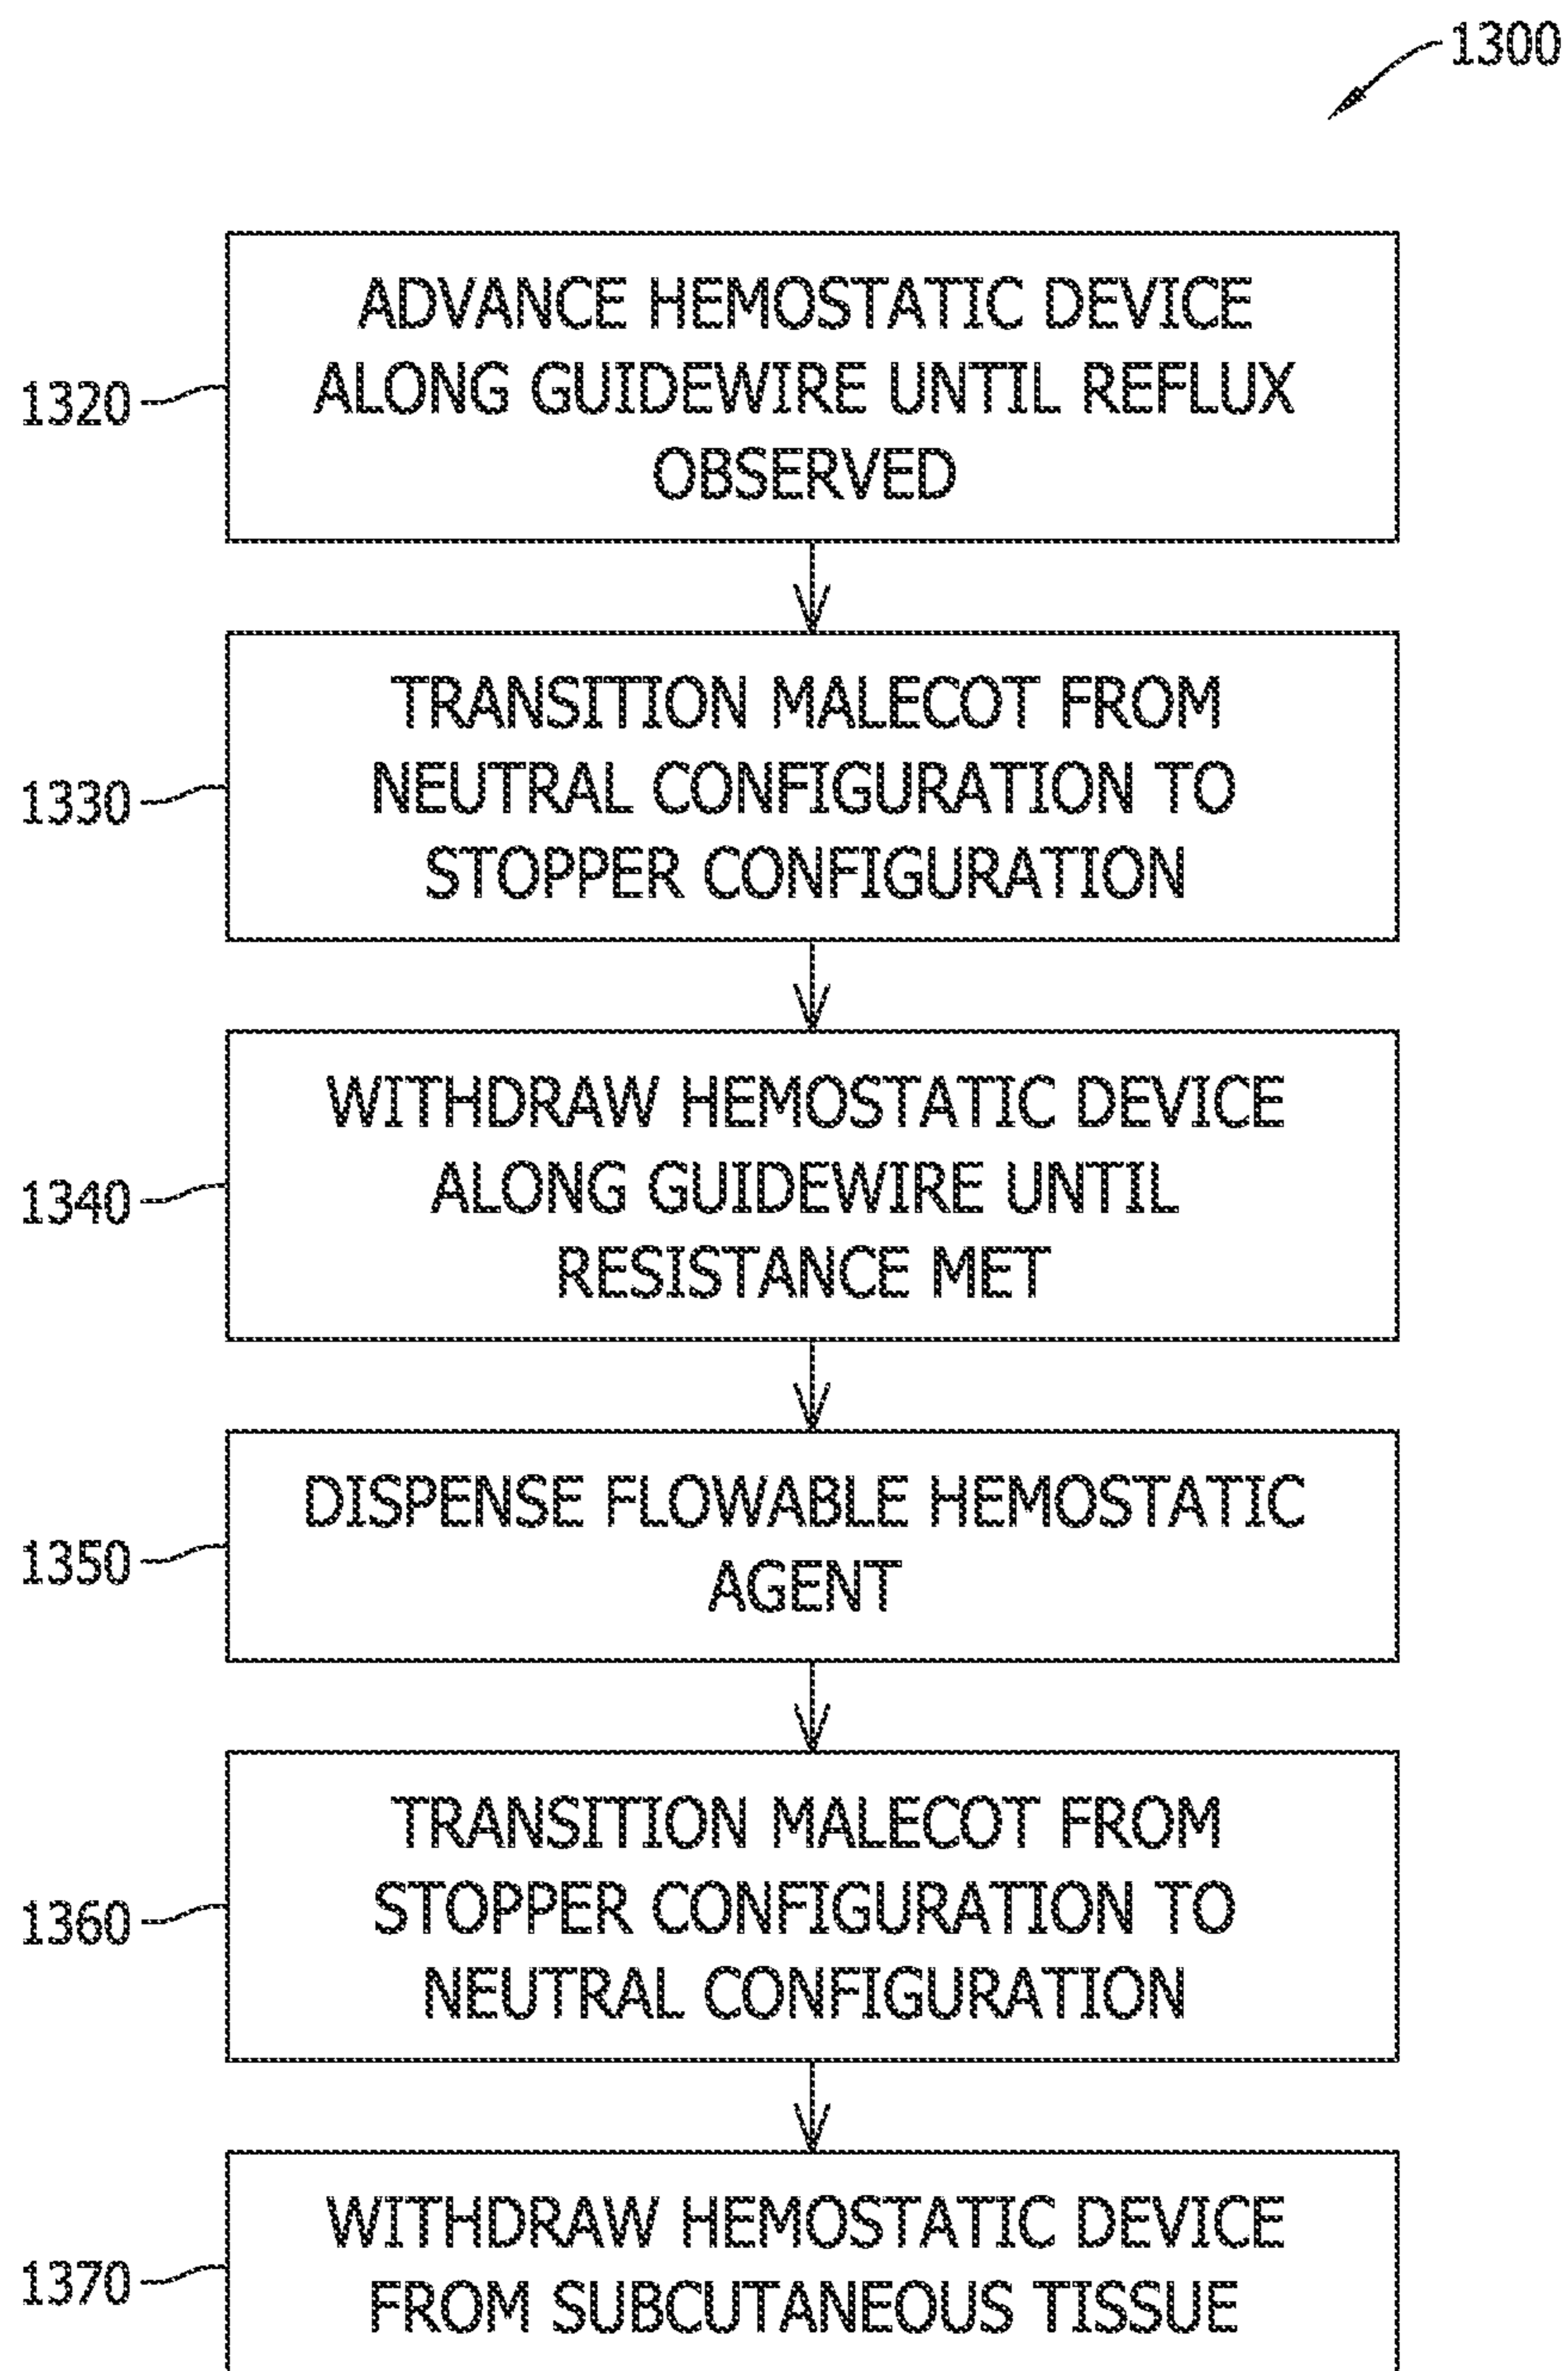 1300
ADVANCE HEMOSTATIC DEVICE
ALONG GUIDEWIRE UNTIL REFLUX
OBSERVED
1320
TRANSITION MALECOT FROM
NEUTRAL CONFIGURATION TO
STOPPER CONFIGURATION
1330
WITHDRAW HEMOSTATIC DEVICE
ALONG GUIDEWIRE UNTIL
RESISTANCE MET
1340
DISPENSE FLOWABLE HEMOSTATIC
AGENT
1350
TRANSITION MALECOT FROM
STOPPER CONFIGURATION TO
NEUTRAL CONFIGURATION
1360
WITHDRAW HEMOSTATIC DEVICE
FROM SUBCUTANEOUS TISSUE
1370